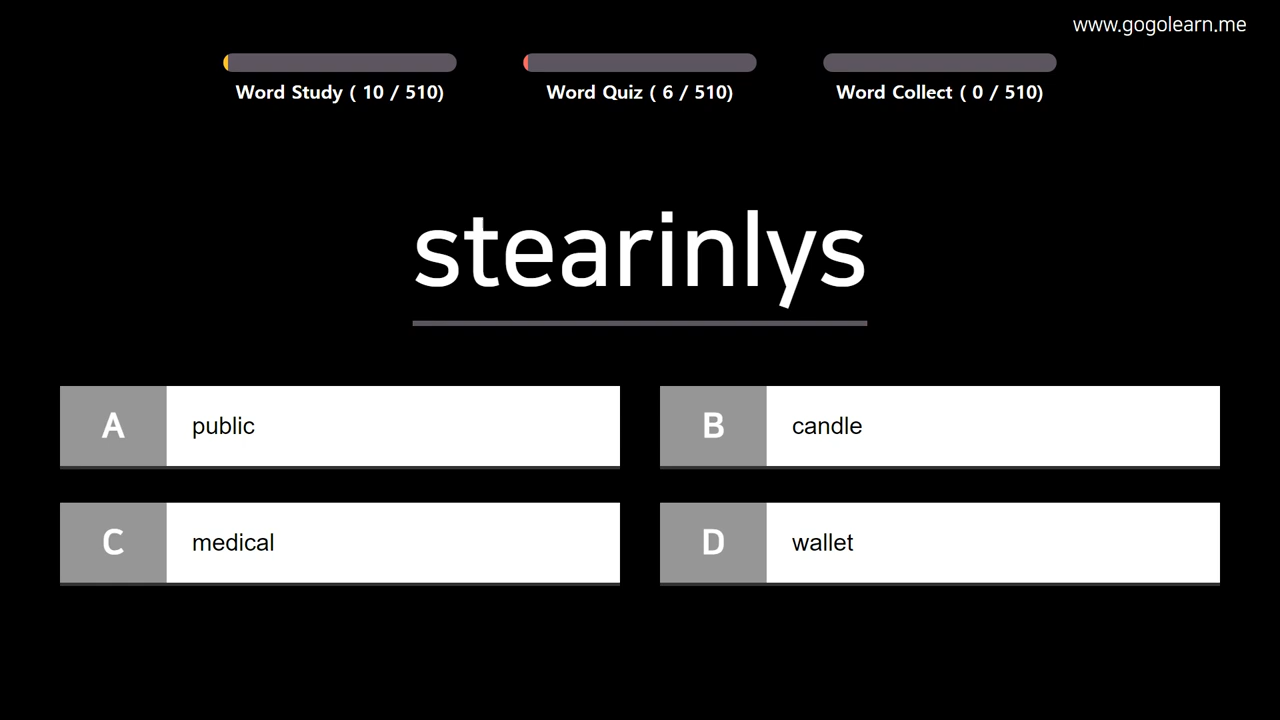 www.gogolearn.me
Word Study ( 10 / 510)
Word Quiz ( 6 / 510)
Word Collect ( 0 / 510)
stearinlys
A public
B candle
C medical
D wallet